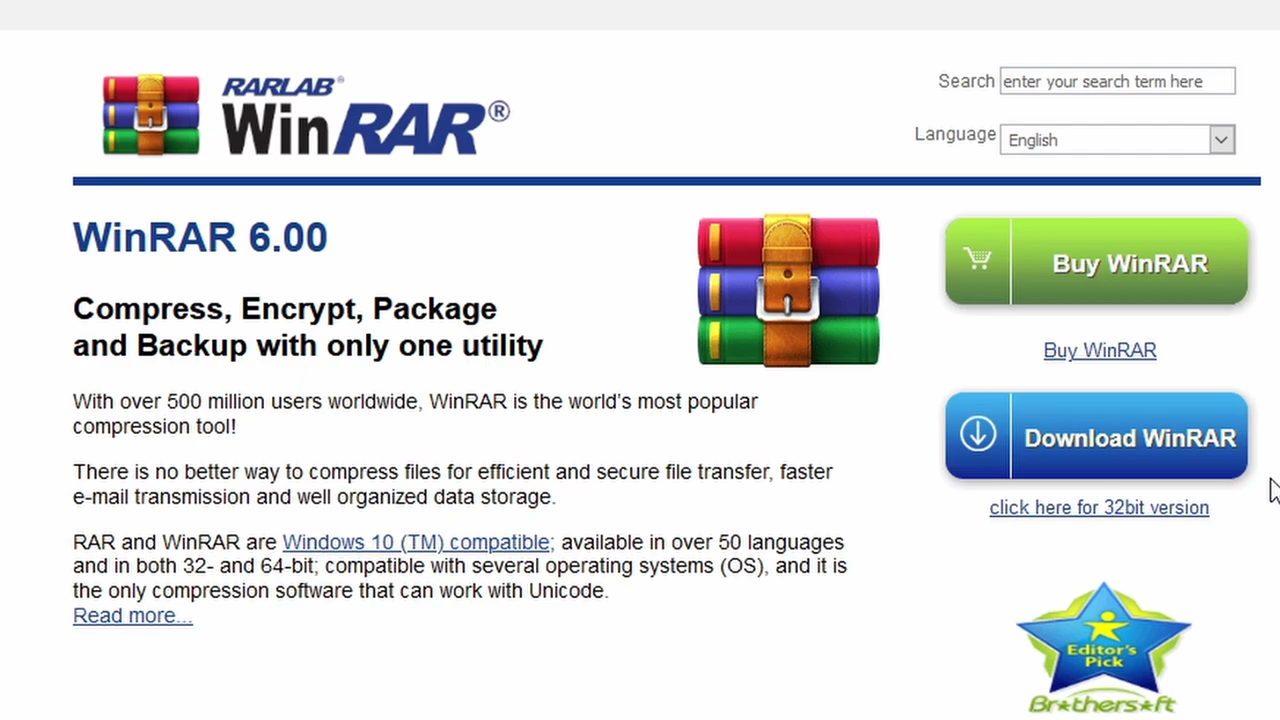 RARLAB®
WinRAR®
Search enter your search term here
Language English
WinRAR 6.00
Compress, Encrypt, Package
and Backup with only one utility
With over 500 million users worldwide, WinRAR is the world’s most popular
compression tool!
There is no better way to compress files for efficient and secure file transfer, faster
e-mail transmission and well organized data storage.
RAR and WinRAR are Windows 10 (TM) compatible; available in over 50 languages
and in both 32- and 64-bit; compatible with several operating systems (OS), and it is
the only compression software that can work with Unicode.
Read more...
Buy WinRAR
Buy WinRAR
Download WinRAR
click here for 32bit version
Editor's
Pick
Brothersoft